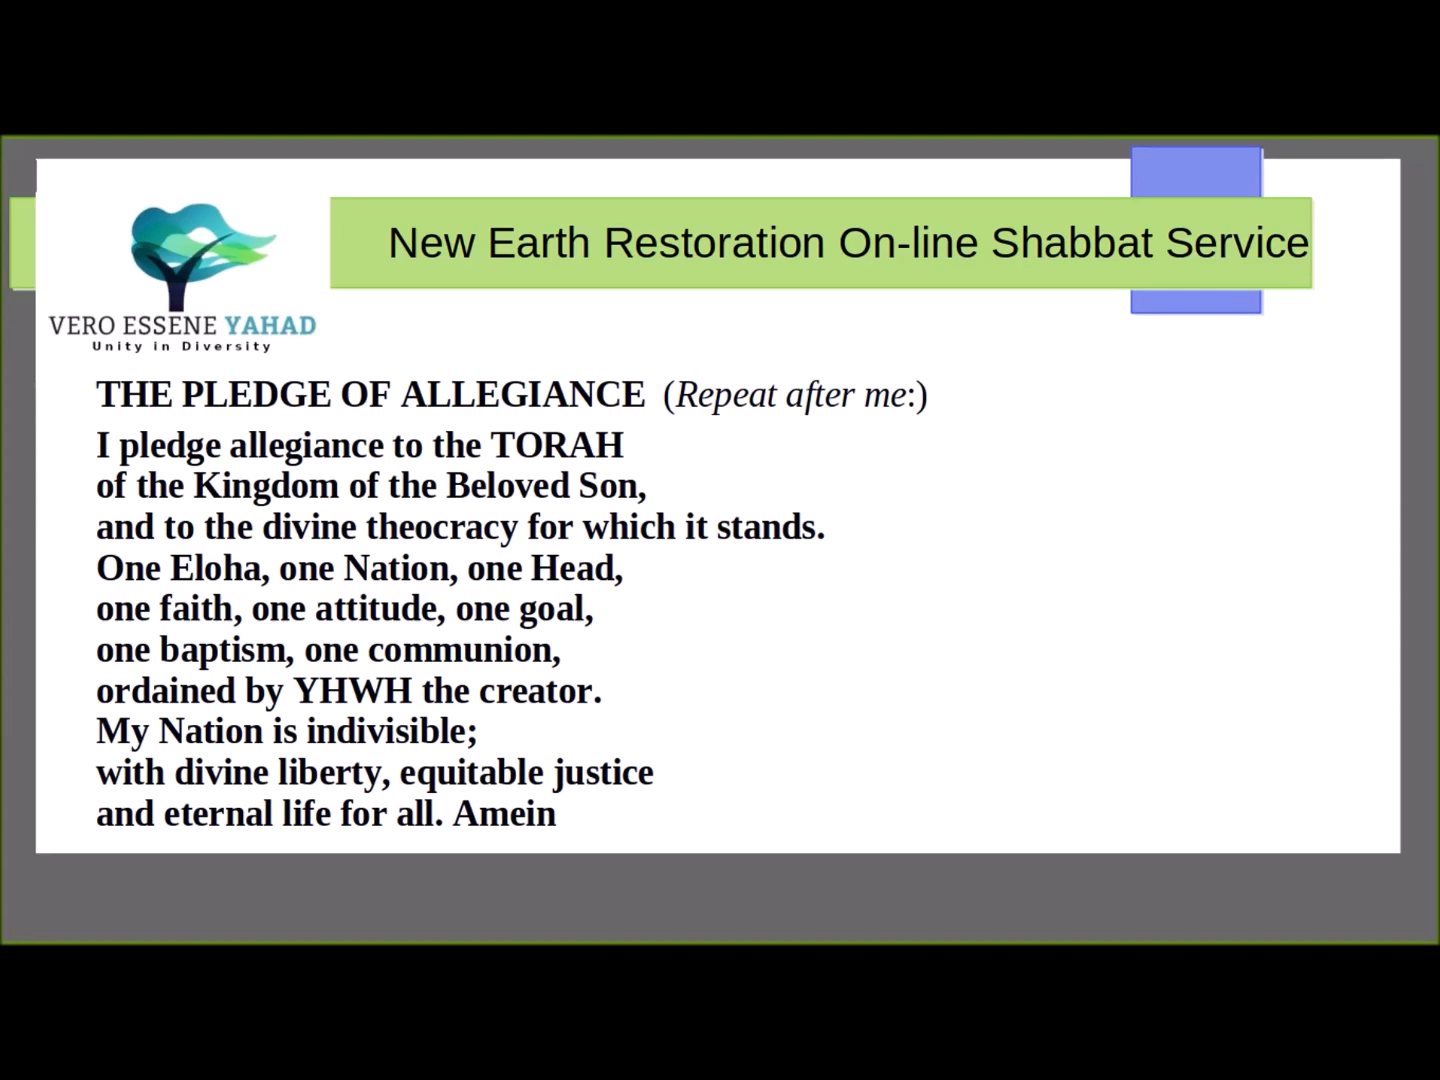 New Earth Restoration On-line Shabbat Service
VERO ESSENE YAHAD
Unity in Diversity
THE PLEDGE OF ALLEGIANCE (Repeat after me:)
I pledge allegiance to the TORAH
of the Kingdom of the Beloved Son,
and to the divine theocracy for which it stands.
One Eloha, one Nation, one Head,
one faith, one attitude, one goal,
one baptism, one communion,
ordained by YHWH the creator.
My Nation is indivisible;
with divine liberty, equitable justice
and eternal life for all. Amein